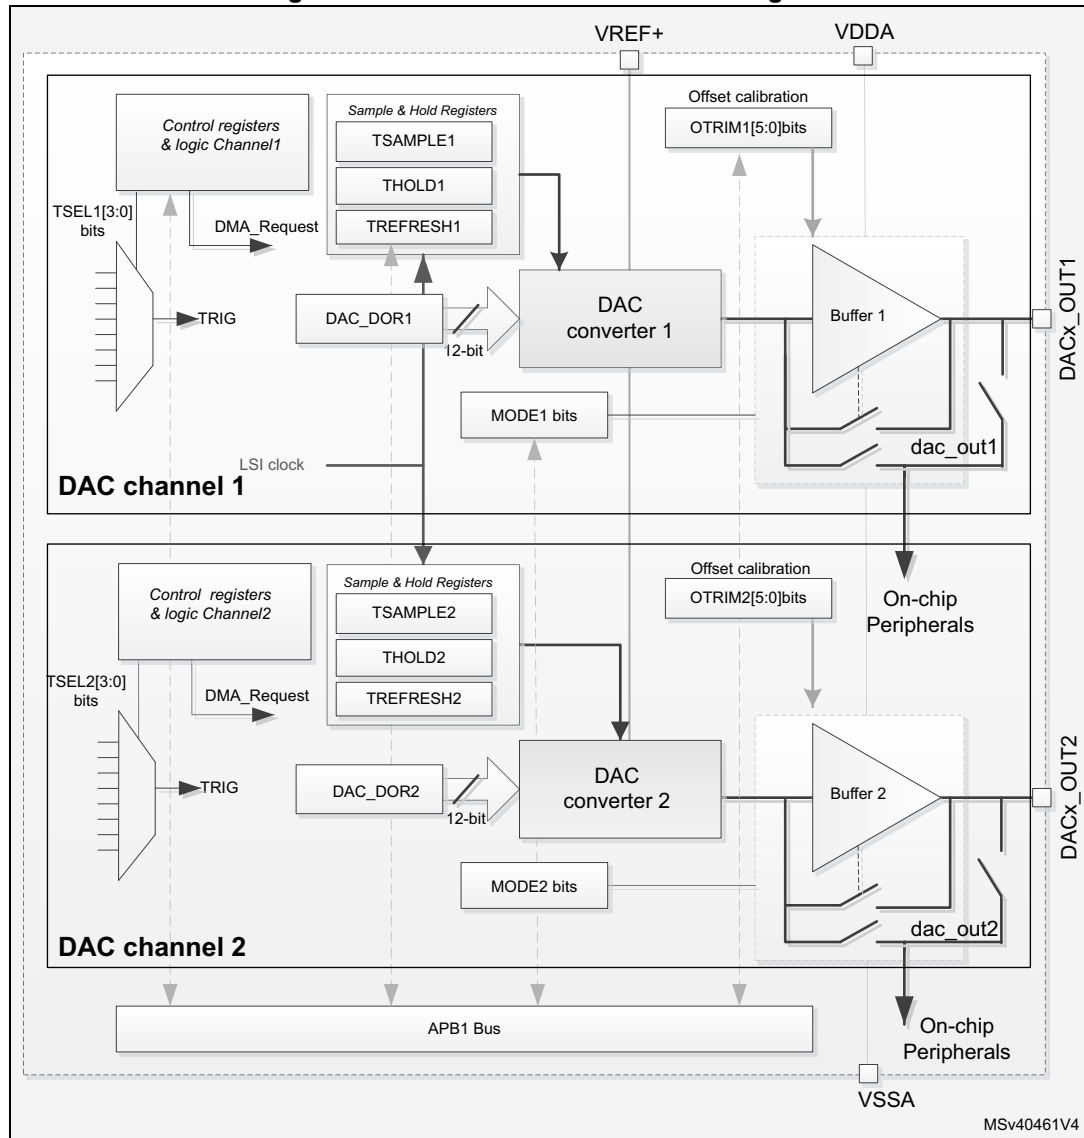 VREF+
VDDA
Control registers
& logic Channel1
Sample & Hold Registers
TSAMPLE1
THOLD1
TREFRESH1
Offset calibration
OTRIM1[5:0]bits
TSEL1[3:0]
bits
DMA_Request
TRIG
DAC_DOR1
12-bit
DAC
converter 1
Buffer 1
DACx_OUT1
MODE1 bits
dac_out1
LSI clock
DAC channel 1
On-chip
Peripherals
Control registers
& logic Channel2
Sample & Hold Registers
TSAMPLE2
THOLD2
TREFRESH2
Offset calibration
OTRIM2[5:0]bits
TSEL2[3:0]
bits
DMA_Request
TRIG
DAC_DOR2
12-bit
DAC
converter 2
Buffer 2
DACx_OUT2
MODE2 bits
dac_out2
DAC channel 2
APB1 Bus
On-chip
Peripherals
VSSA
MSv40461V4